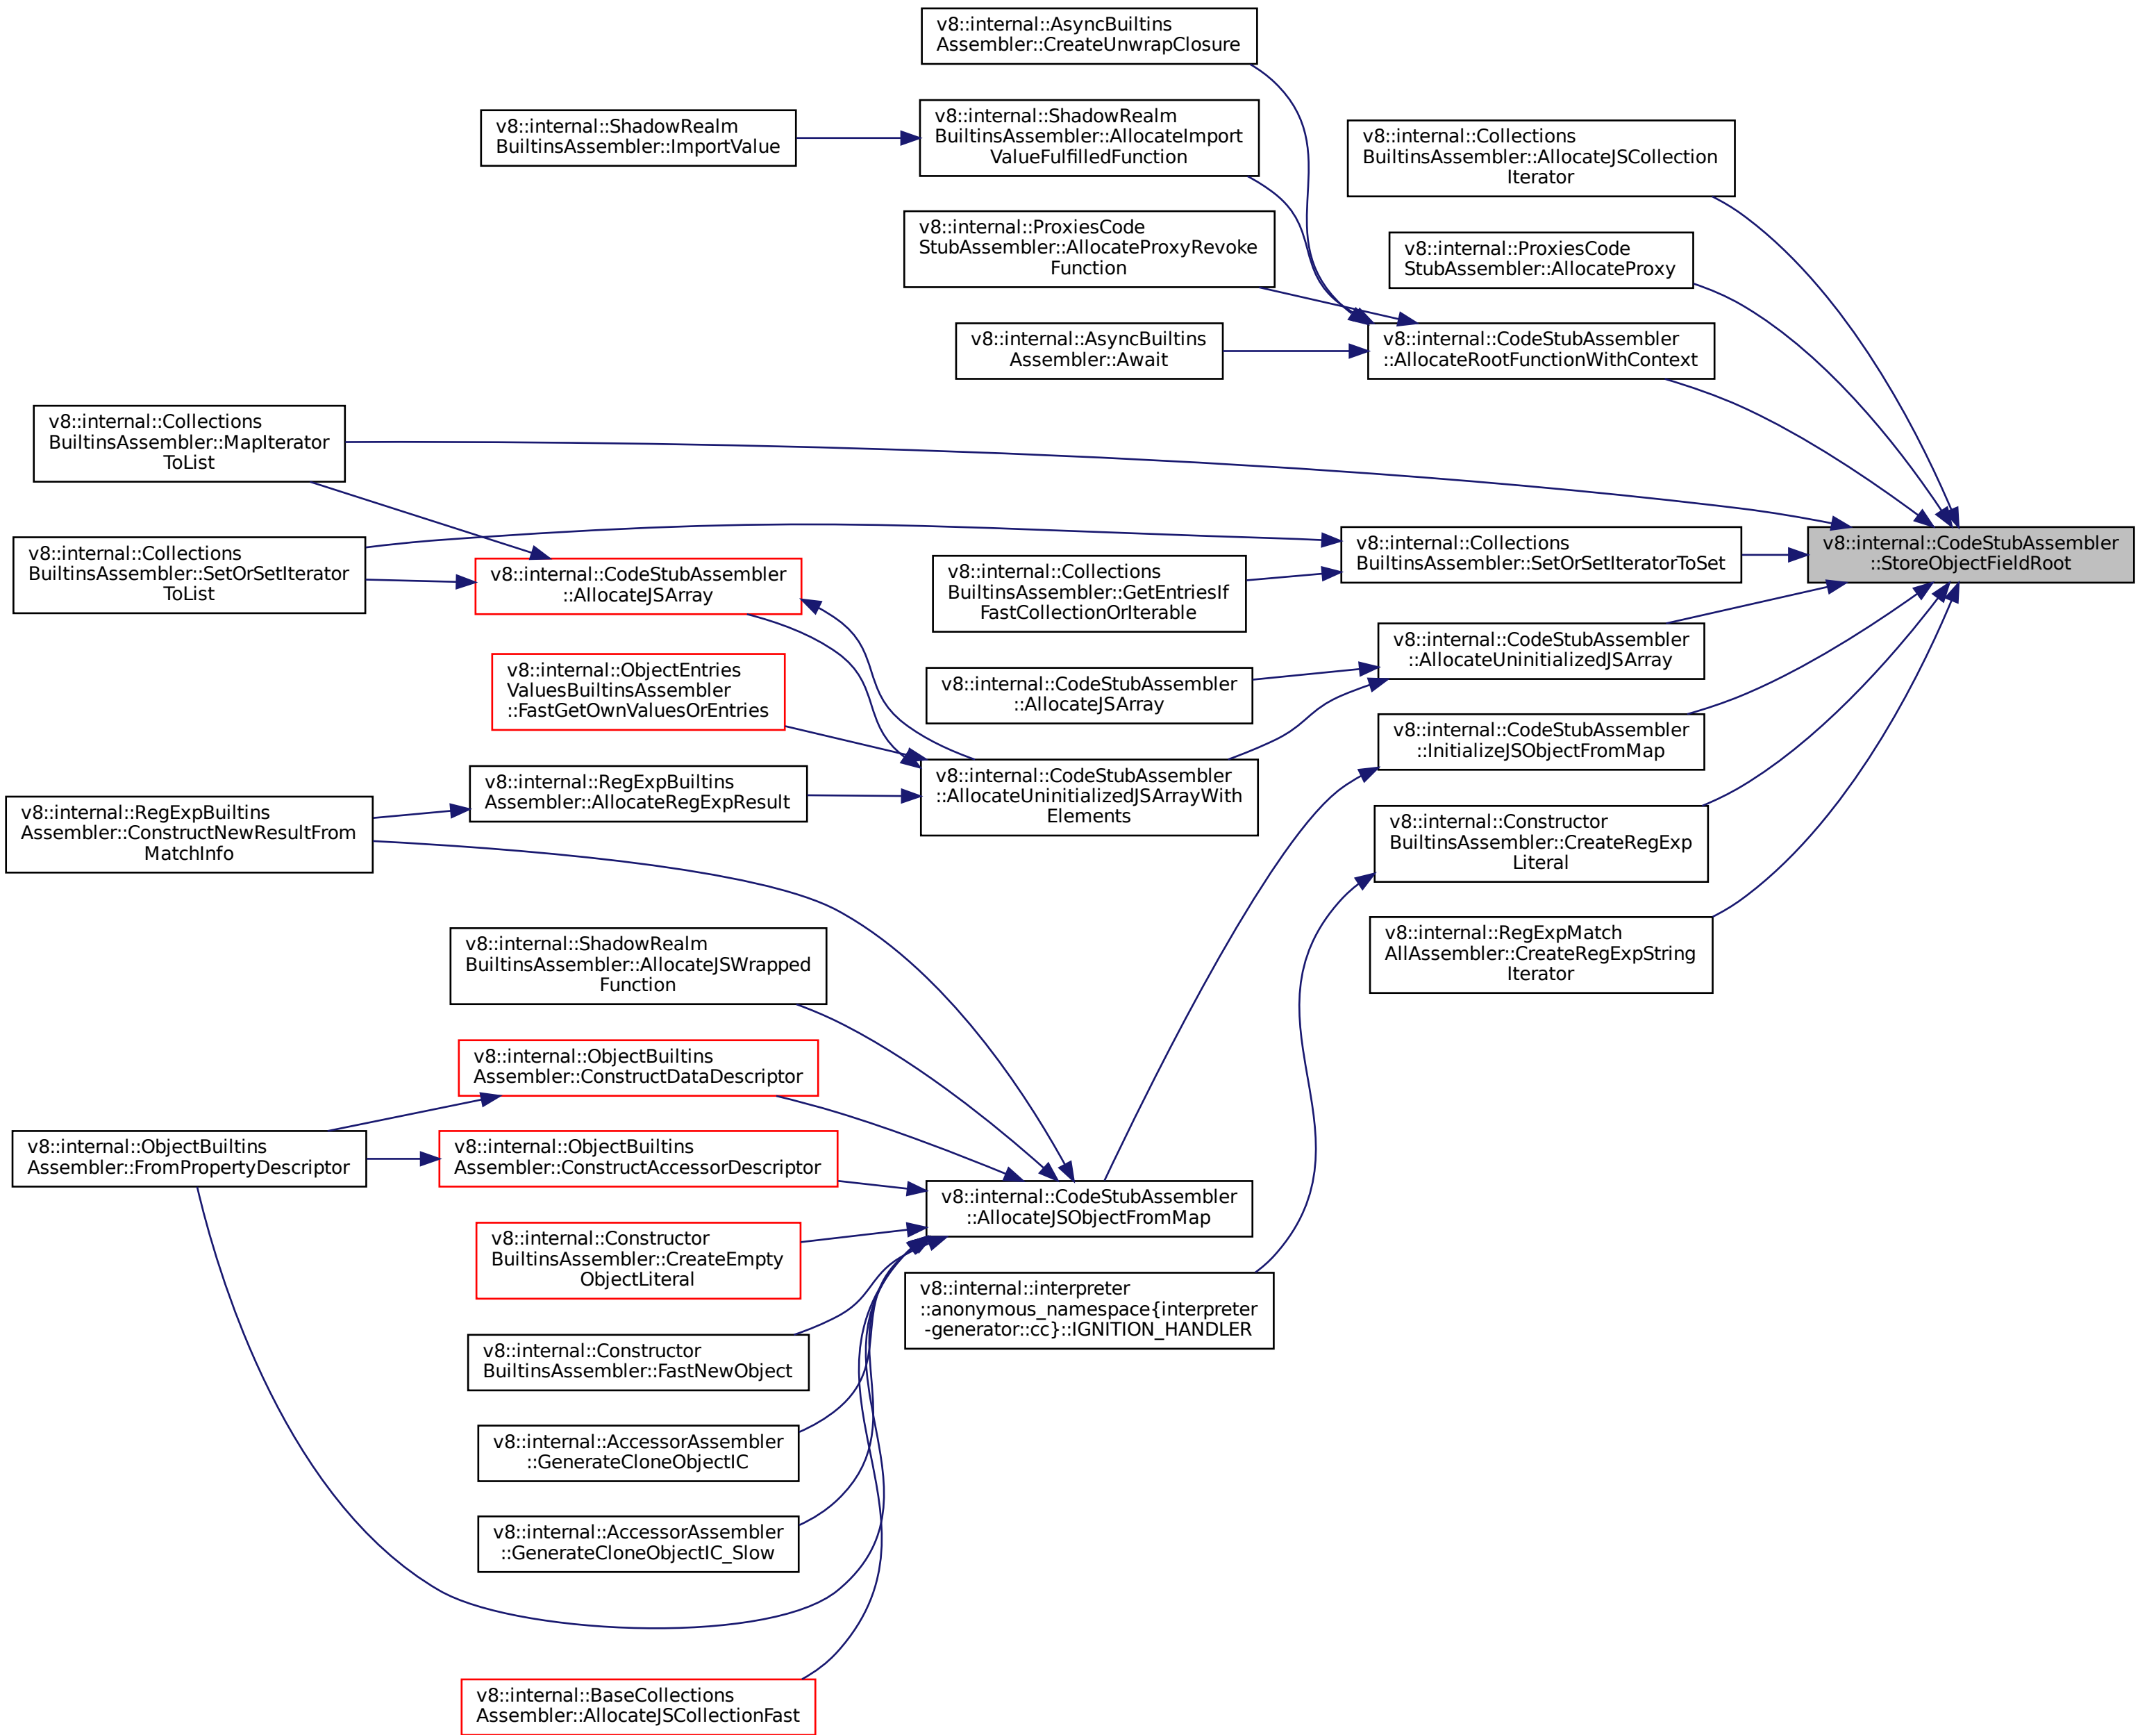 v8::internal::AsyncBuiltins
Assembler::CreateUnwrapClosure
v8::internal::ShadowRealm
BuiltinsAssembler::AllocateImport
ValueFulfilledFunction
v8::internal::ShadowRealm
BuiltinsAssembler::ImportValue
v8::internal::Collections
BuiltinsAssembler::AllocateJSCollection
Iterator
v8::internal::ProxiesCode
StubAssembler::AllocateProxyRevoke
Function
v8::internal::ProxiesCode
StubAssembler::AllocateProxy
v8::internal::AsyncBuiltins
Assembler::Await
v8::internal::CodeStubAssembler
::AllocateRootFunctionWithContext
v8::internal::Collections
BuiltinsAssembler::MapIterator
ToList
v8::internal::Collections
BuiltinsAssembler::SetOrSetIterator
ToList
v8::internal::CodeStubAssembler
::AllocateJSArray
v8::internal::Collections
BuiltinsAssembler::GetEntriesIf
FastCollectionOrIterable
v8::internal::Collections
BuiltinsAssembler::SetOrSetIteratorToSet
v8::internal::CodeStubAssembler
::StoreObjectFieldRoot
v8::internal::ObjectEntries
ValuesBuiltinsAssembler
::FastGetOwnValuesOrEntries
v8::internal::CodeStubAssembler
::AllocateJSArray
v8::internal::CodeStubAssembler
::AllocateUninitializedJSArray
v8::internal::CodeStubAssembler
::InitializeJSObjectFromMap
v8::internal::RegExpBuiltins
Assembler::ConstructNewResultFrom
MatchInfo
v8::internal::RegExpBuiltins
Assembler::AllocateRegExpResult
v8::internal::CodeStubAssembler
::AllocateUninitializedJSArrayWith
Elements
v8::internal::Constructor
BuiltinsAssembler::CreateRegExp
Literal
v8::internal::RegExpMatch
AllAssembler::CreateRegExpString
Iterator
v8::internal::ShadowRealm
BuiltinsAssembler::AllocateJSWrapped
Function
v8::internal::ObjectBuiltins
Assembler::ConstructDataDescriptor
v8::internal::ObjectBuiltins
Assembler::FromPropertyDescriptor
v8::internal::ObjectBuiltins
Assembler::ConstructAccessorDescriptor
v8::internal::CodeStubAssembler
::AllocateJSObjectFromMap
v8::internal::Constructor
BuiltinsAssembler::CreateEmpty
ObjectLiteral
v8::internal::interpreter
::anonymous_namespace{interpreter
-generator::cc}::IGNITION_HANDLER
v8::internal::Constructor
BuiltinsAssembler::FastNewObject
v8::internal::AccessorAssembler
::GenerateCloneObjectIC
v8::internal::AccessorAssembler
::GenerateCloneObjectIC_Slow
v8::internal::BaseCollections
Assembler::AllocateJSCollectionFast